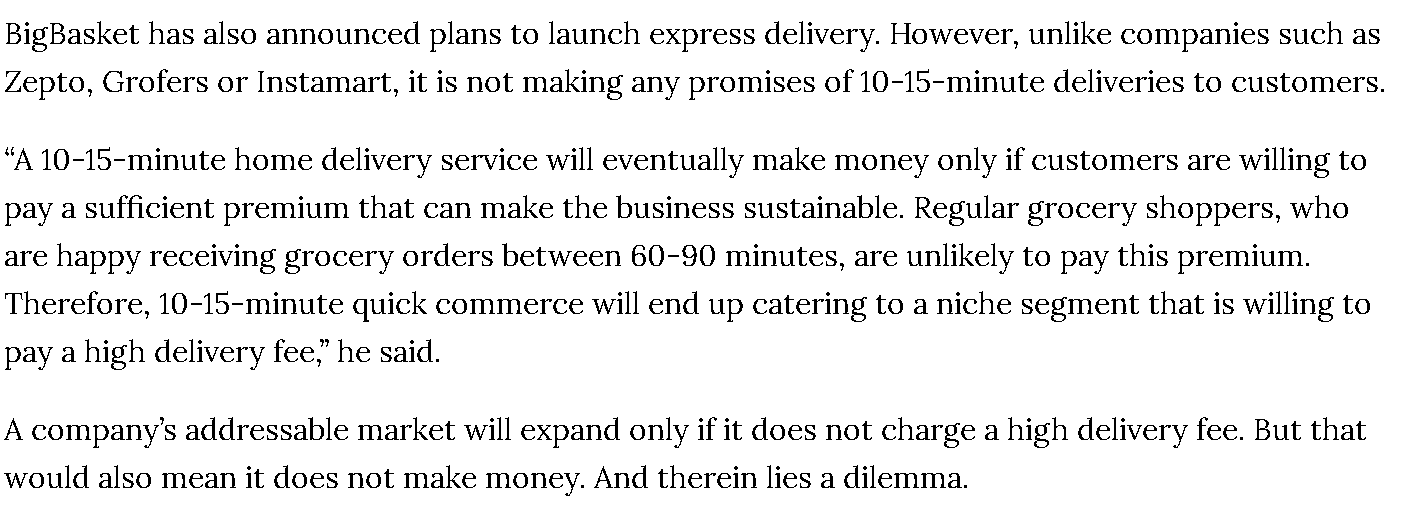 BigBasket has also announced plans to launch express delivery. However, unlike companies such as
Zepto, Grofers or Instamart, it is not making any promises of 10-15-minute deliveries to customers.
“A 10-15-minute home delivery service will eventually make money only if customers are willing to
pay a sufficient premium that can make the business sustainable. Regular grocery shoppers, who
are happy receiving grocery orders between 60-90 minutes, are unlikely to pay this premium.
Therefore, 10-15-minute quick commerce will end up catering to a niche segment that is willing to
pay a high delivery fee,” he said.
A company’s addressable market will expand only if it does not charge a high delivery fee. But that
would also mean it does not make money. And therein lies a dilemma.